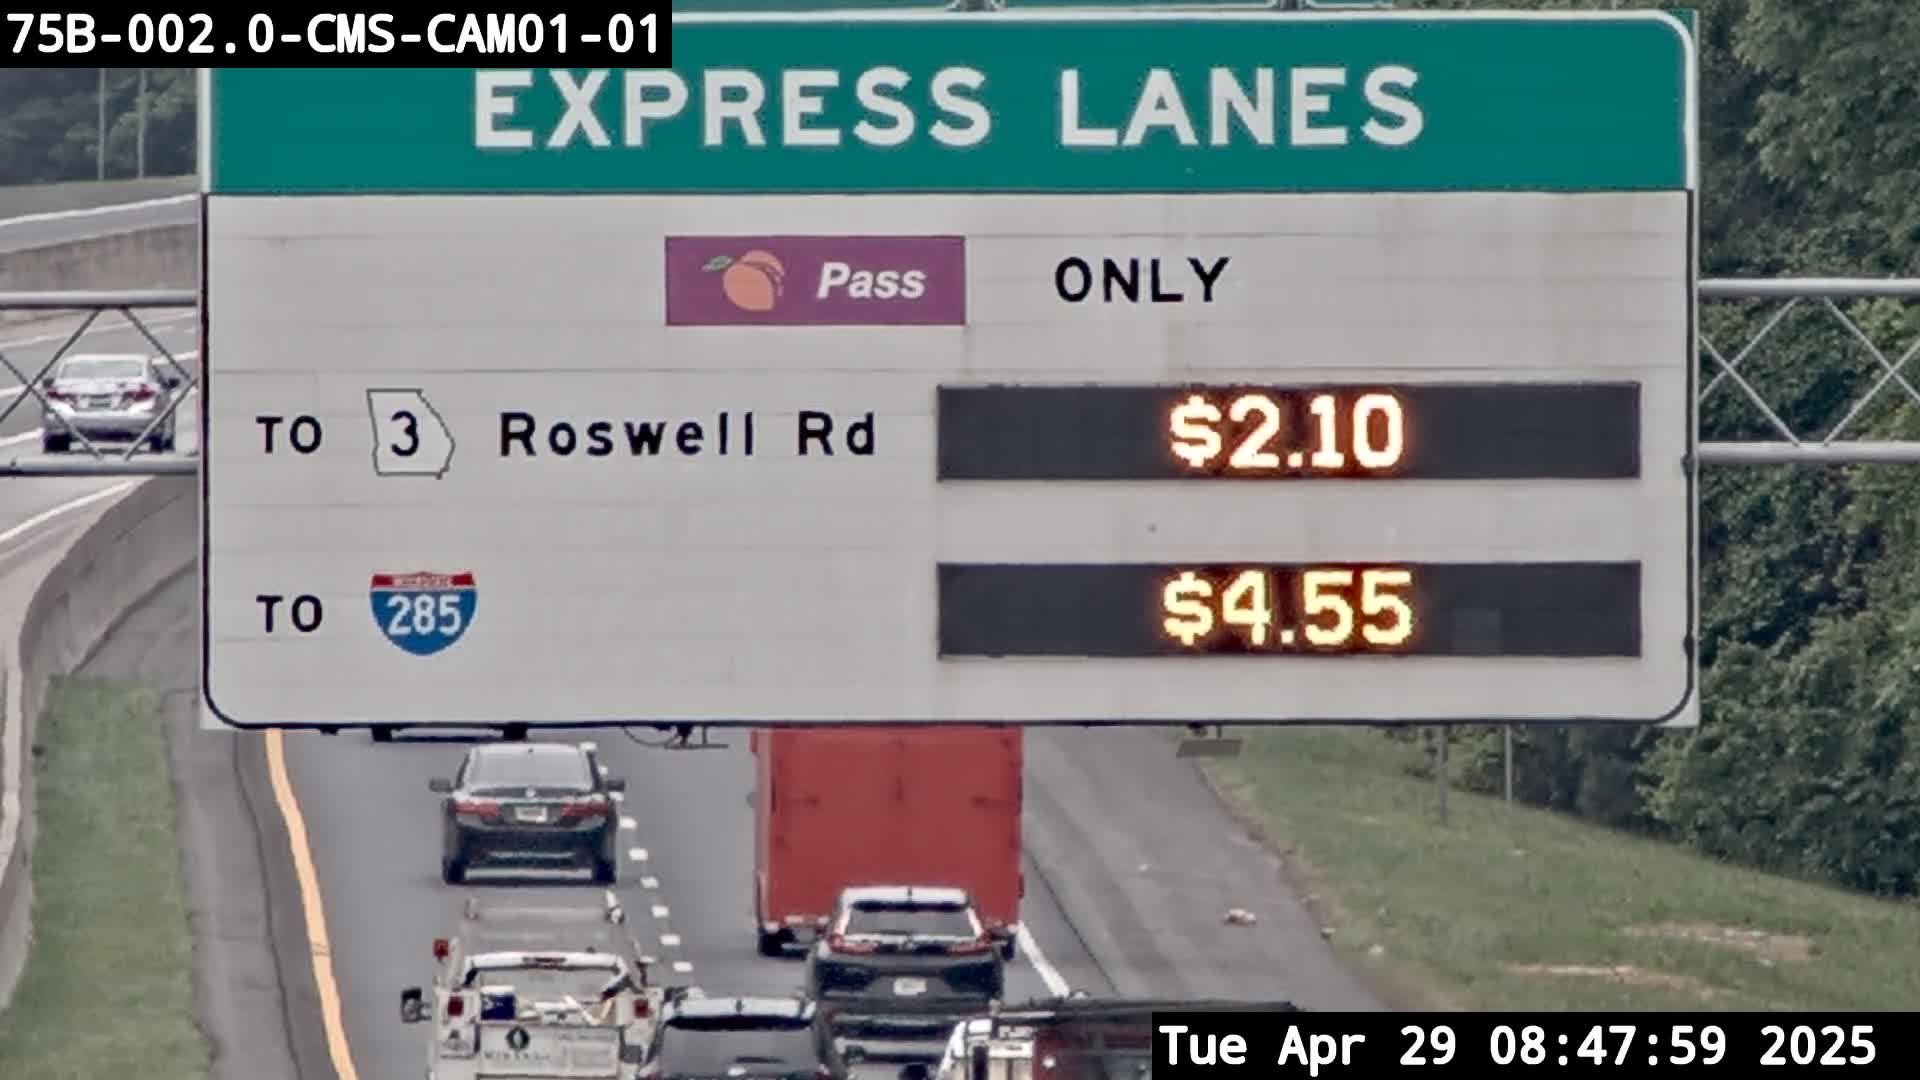 75B-002.0-CMS-CAM01-01
EXPRESS LANES
Pass ONLY
TO 3 Roswell Rd $2.10
TO 285 $4.55
Tue Apr 29 08:47:59 2025